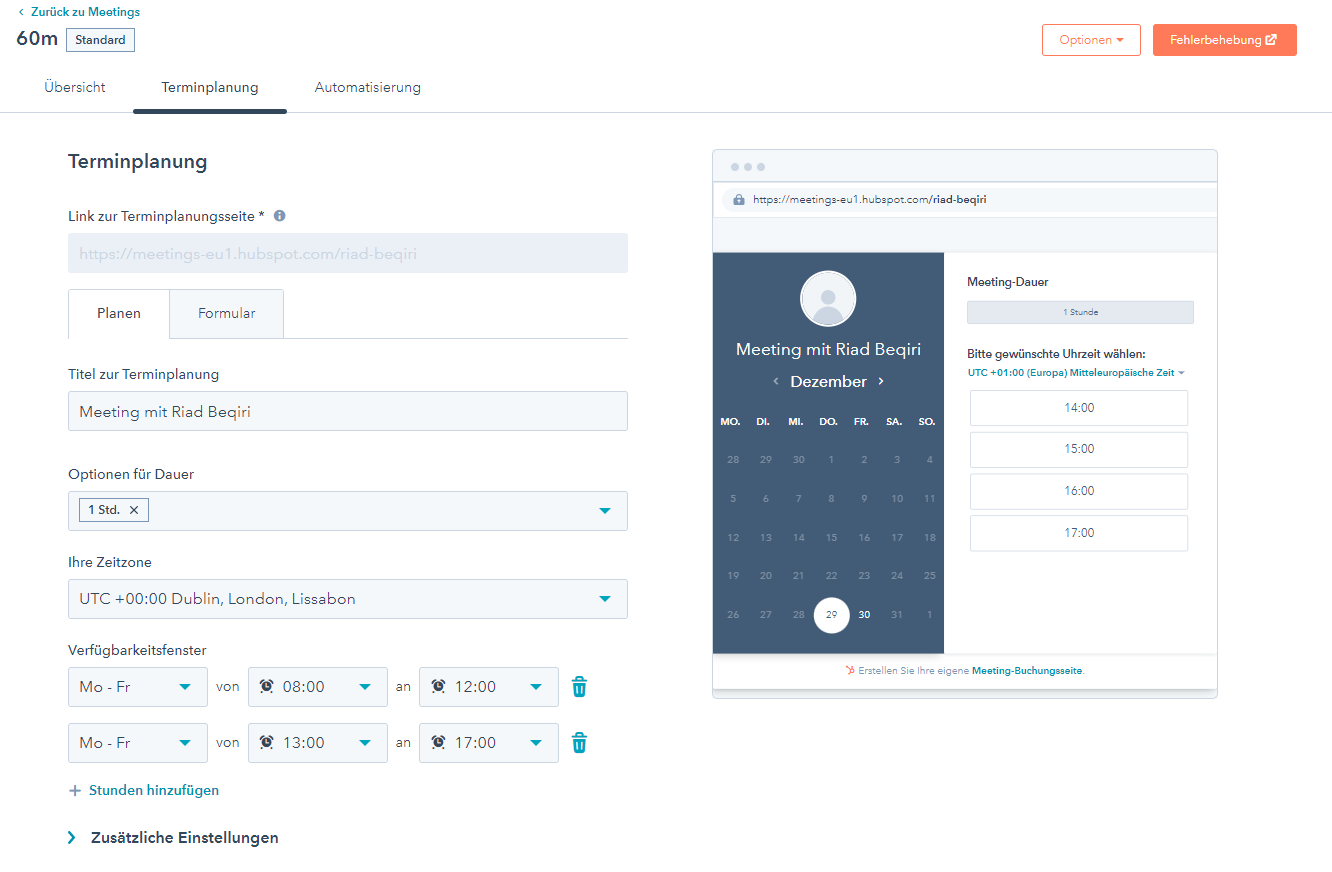 Zurück zu Meetings
60m Standard
Optionen Fehlerbehebung
Übersicht Terminplanung Automatisierung
Terminplanung
Link zur Terminplanungsseite *
https://meetings-eu1.hubspot.com/riad-beqiri
Planen Formular
Titel zur Terminplanung
Meeting mit Riad Beqiri
Optionen für Dauer
1 Std.
Ihre Zeitzone
UTC +00:00 Dublin, London, Lissabon
Verfügbarkeitsfenster
Mo - Fr von 08:00 an 12:00
Mo - Fr von 13:00 an 17:00
Stunden hinzufügen
Zusätzliche Einstellungen
https://meetings-eu1.hubspot.com/riad-beqiri
Meeting mit Riad Beqiri
Dezember
MO. DI. MI. DO. FR. SA. SO.
28 29 30 1 2 3 4
5 6 7 8 9 10 11
12 13 14 15 16 17 18
19 20 21 22 23 24 25
26 27 28 29 30 31 1
Meeting-Dauer
1 Stunde
Bitte gewünschte Uhrzeit wählen:
UTC +01:00 (Europa) Mitteleuropäische Zeit
14:00
15:00
16:00
17:00
Erstellen Sie Ihre eigene Meeting-Buchungsseite.